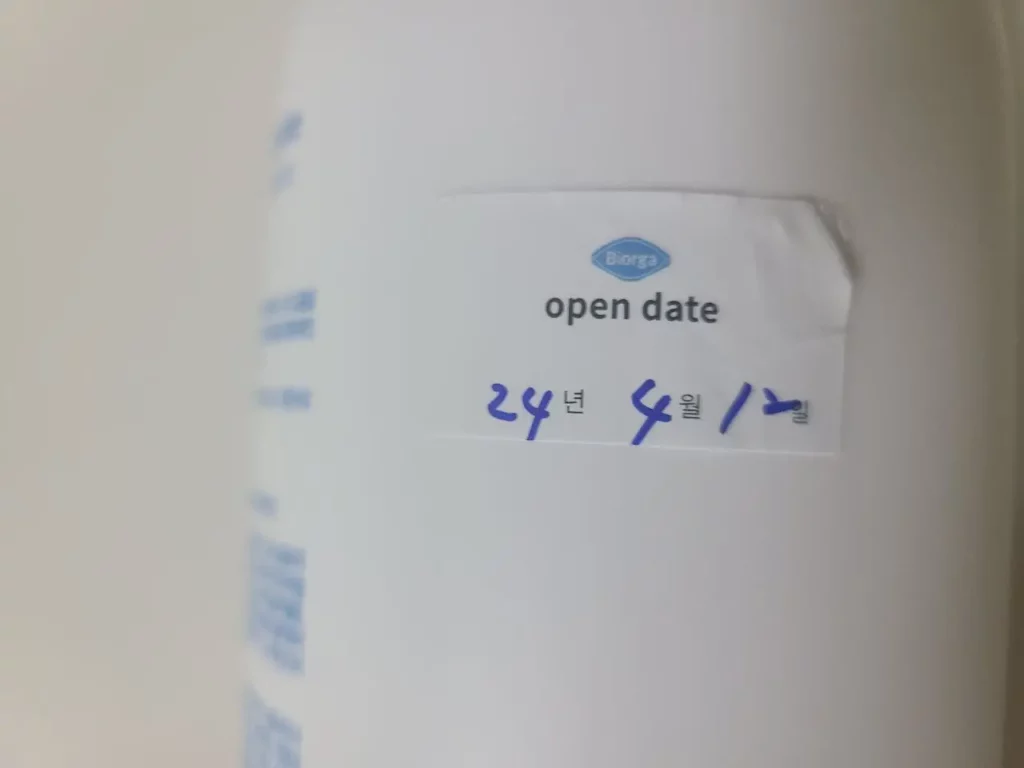 Biorga
open date
24년 4월 12일